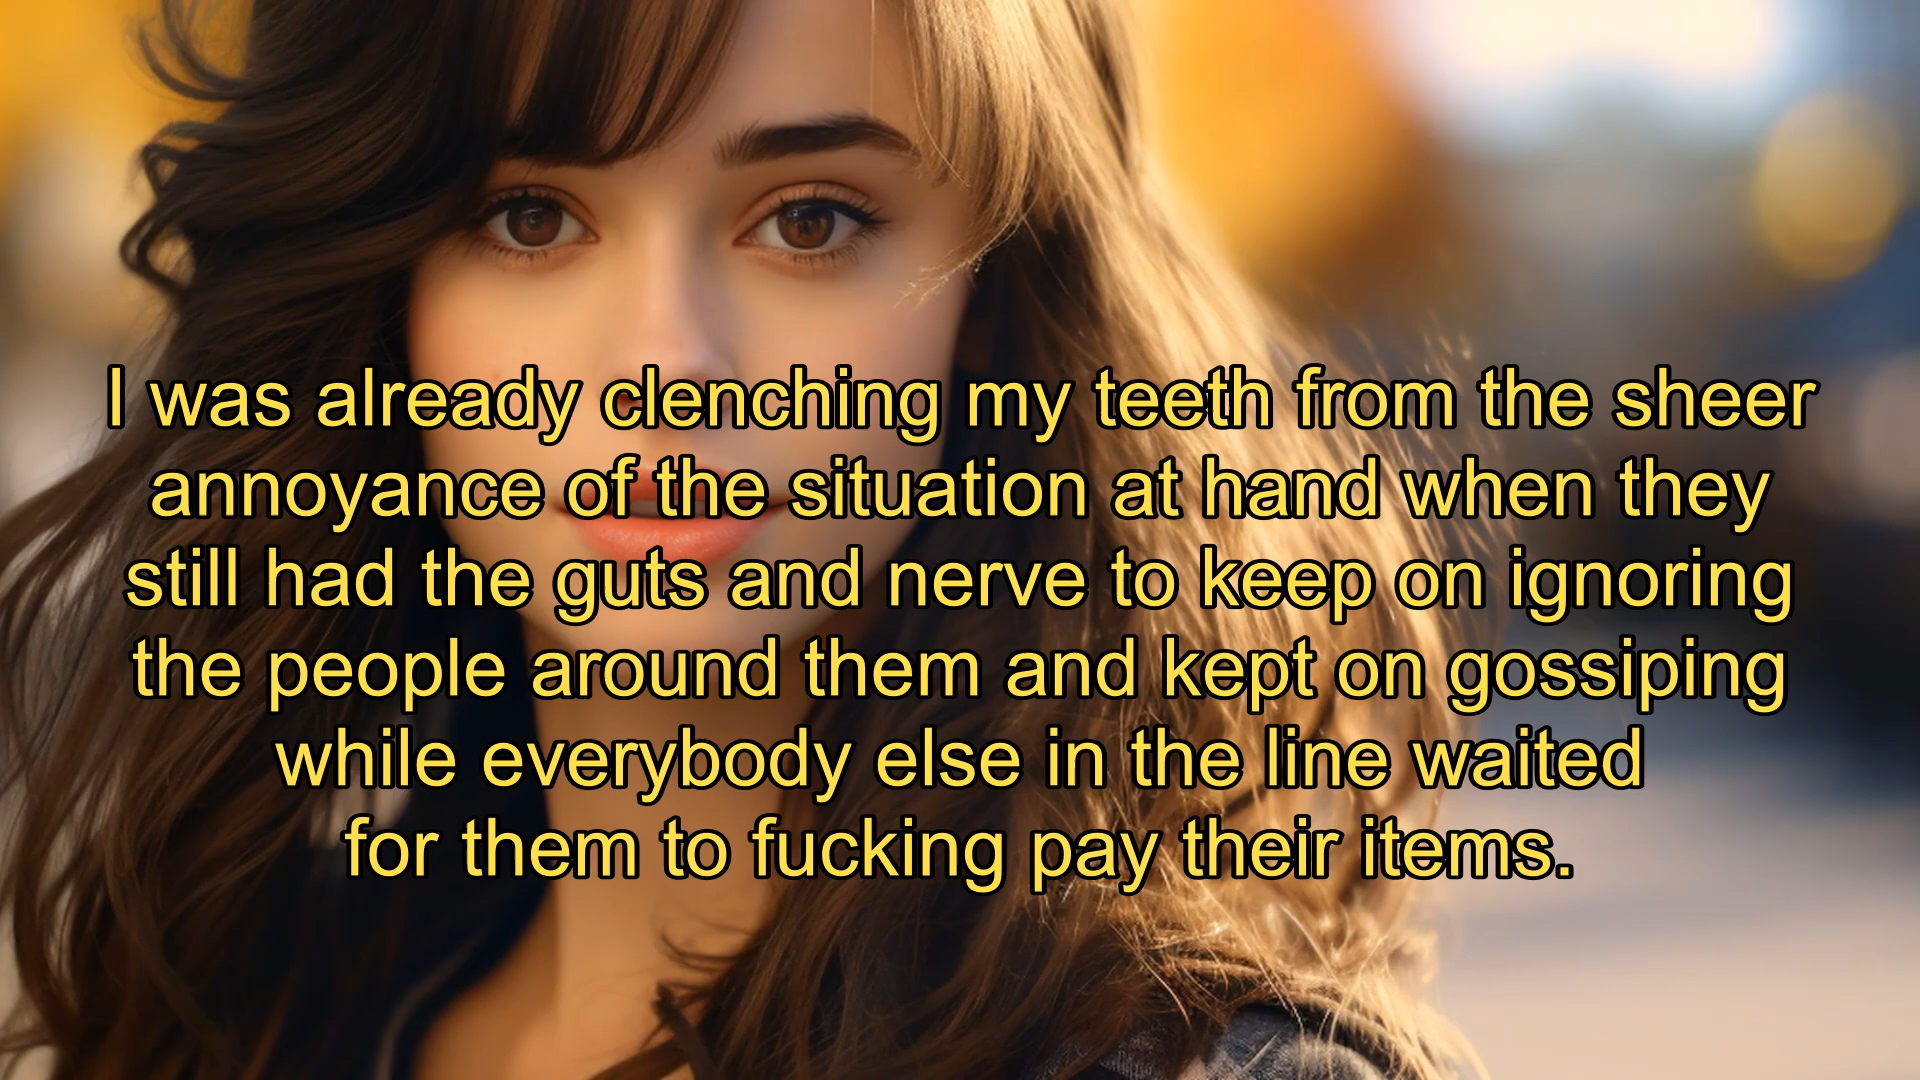 I was already clenching my teeth from the sheer
annoyance of the situation at hand when they
still had the guts and nerve to keep on ignoring
the people around them and kept on gossiping
while everybody else in the line waited
for them to fucking pay their items.